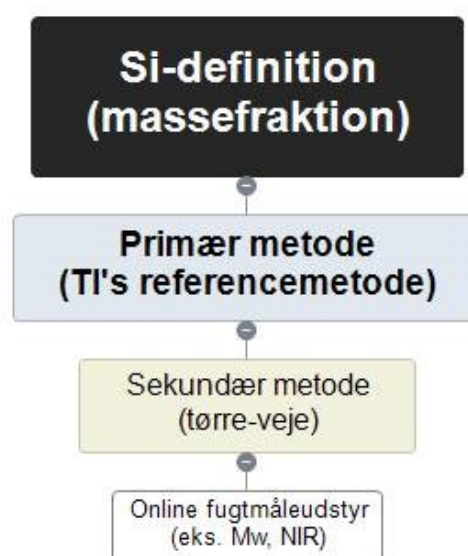 Si-definition
(massefraktion)
Primær metode
(TI's referencemetode)
Sekundær metode
(tørre-veje)
Online fugtmåleudstyr
(eks. Mw, NIR)